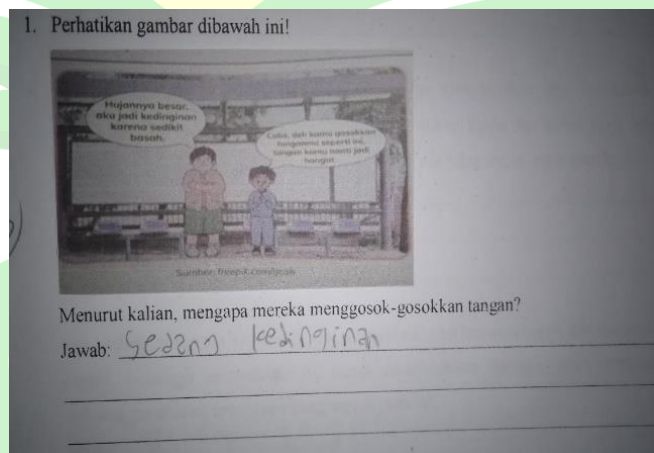 1. Perhatikan gambar dibawah ini!
Hujannya besar,
aku jadi kedinginan
karena sedikit
basah.
Coba, deh kamu gosokkan
tanganmu seperti ini,
tangan kamu nanti jadi
hangat.
Sumber: freepik.com/
Menurut kalian, mengapa mereka menggosok-gosokkan tangan?
Jawab: Sedang kedinginan